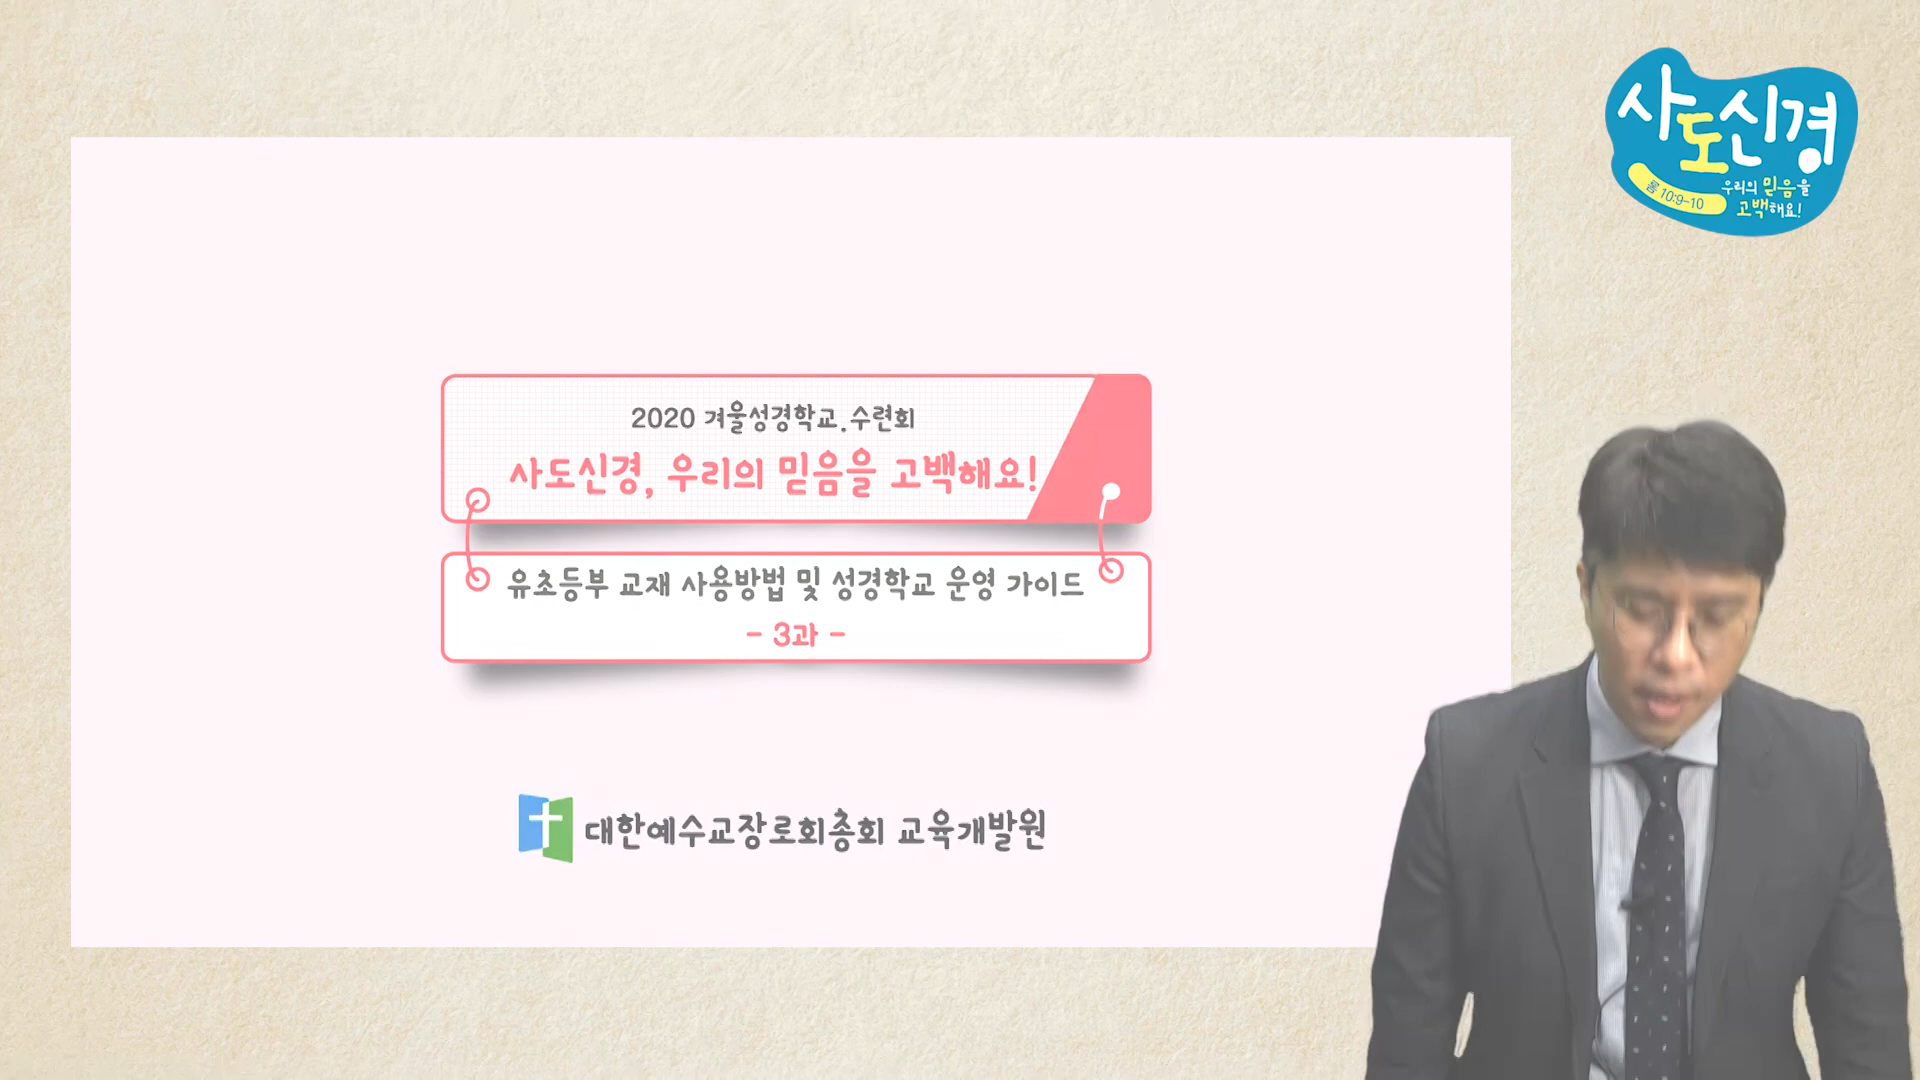 2020 겨울성경학교.수련회
사도신경, 우리의 믿음을 고백해요!
유초등부 교재 사용방법 및 성경학교 운영 가이드
- 3과 -
대한예수교장로회총회 교육개발원
사도신경
롬 10:9-10
우리의 믿음을
고백해요!